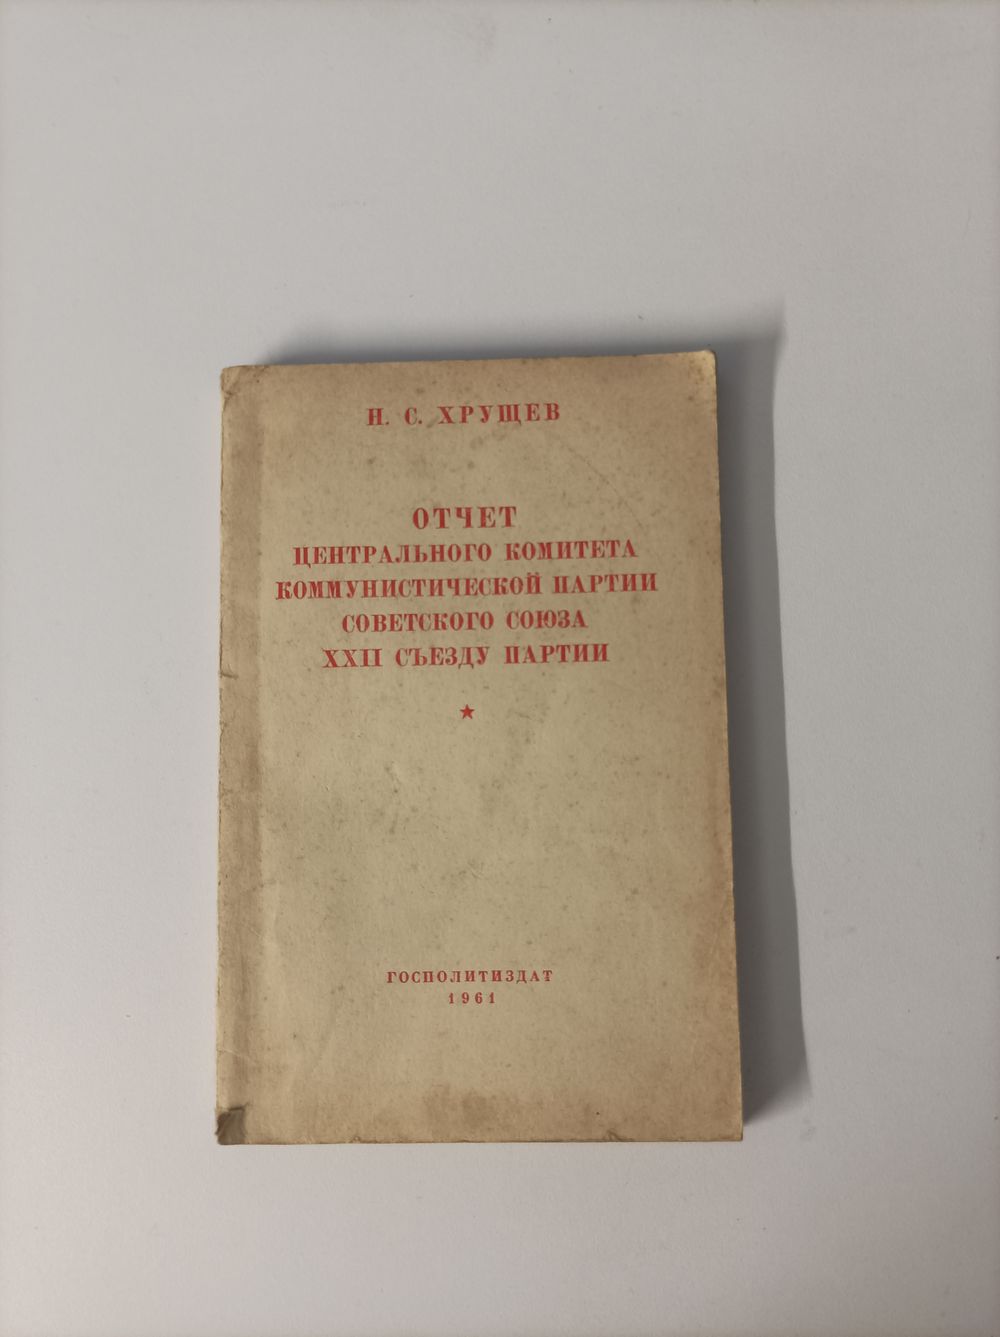 Н. С. ХРУЩЕВ
ОТЧЕТ
ЦЕНТРАЛЬНОГО КОМИТЕТА
КОММУНИСТИЧЕСКОЙ ПАРТИИ
СОВЕТСКОГО СОЮЗА
XXII СЪЕЗДУ ПАРТИИ
ГОСПОЛИТИЗДАТ
1961